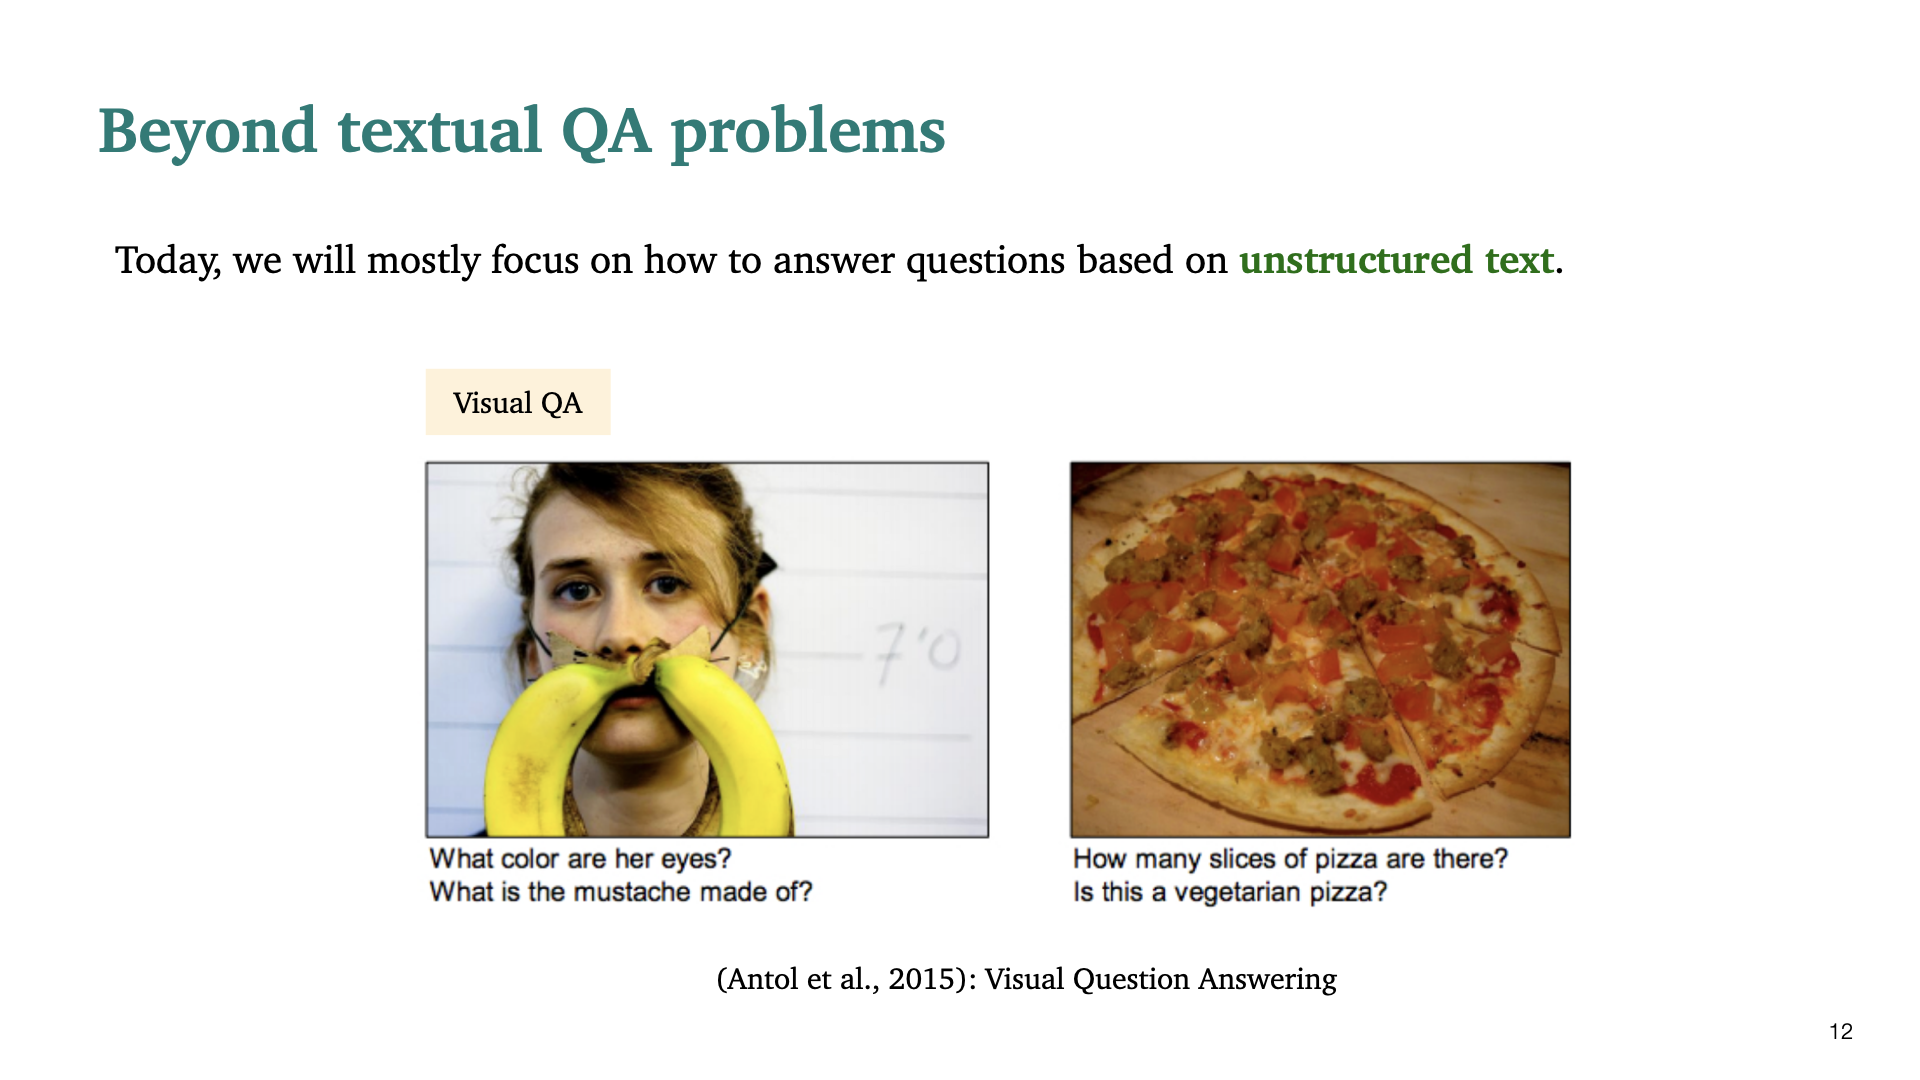 Beyond textual QA problems
Today, we will mostly focus on how to answer questions based on unstructured text.
Visual QA
7'0
What color are her eyes?
What is the mustache made of?
How many slices of pizza are there?
Is this a vegetarian pizza?
(Antol et al., 2015): Visual Question Answering
12